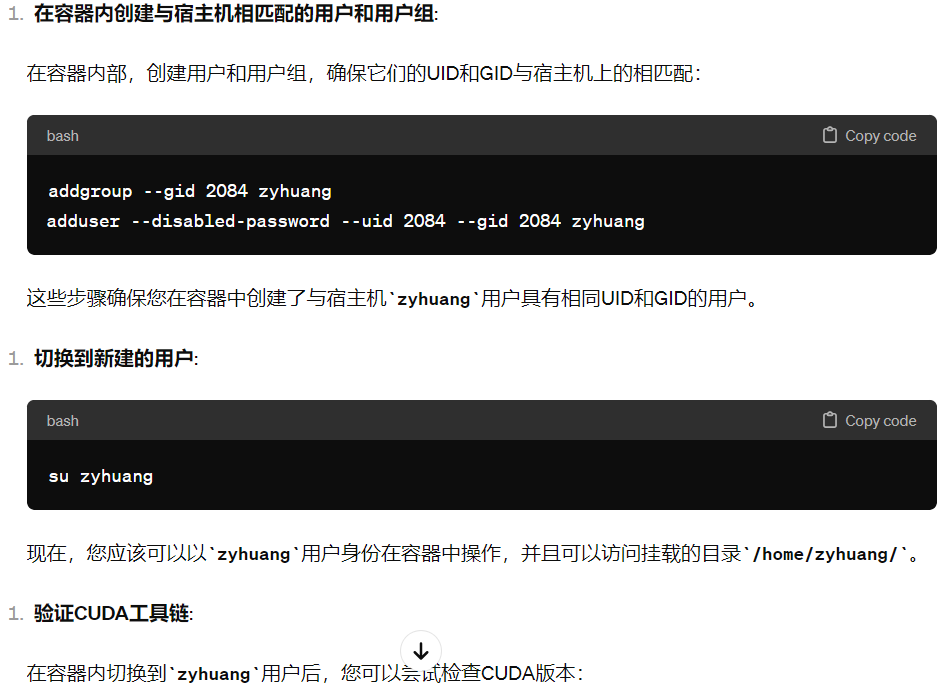 1. 在容器内创建与宿主机相匹配的用户和用户组:
在容器内部，创建用户和用户组，确保它们的UID和GID与宿主机上的相匹配：
bash Copy code
addgroup --gid 2084 zyhuang
adduser --disabled-password --uid 2084 --gid 2084 zyhuang
这些步骤确保您在容器中创建了与宿主机`zyhuang`用户具有相同UID和GID的用户。
1. 切换到新建的用户:
bash Copy code
su zyhuang
现在，您应该可以以`zyhuang`用户身份在容器中操作，并且可以访问挂载的目录`/home/zyhuang/`。
1. 验证CUDA工具链:
在容器内切换到`zyhuang`用户后，您可以尝试检查CUDA版本：